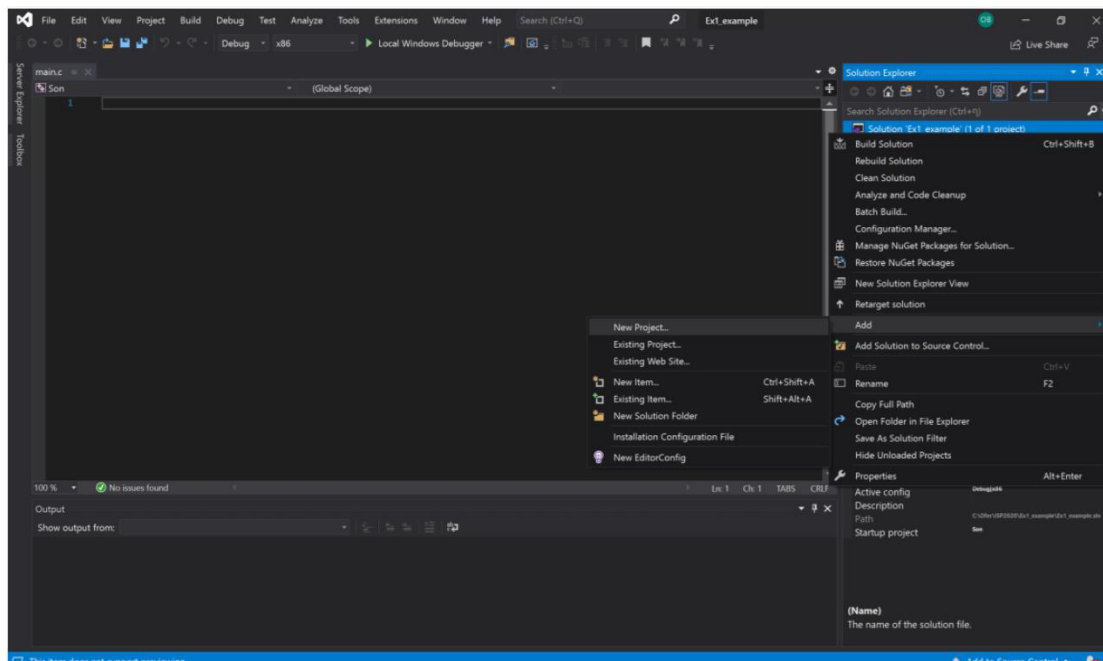 File Edit View Project Build Debug Test Analyze Tools Extensions Window Help Search (Ctrl+Q) Ex1_example OB
Debug x86 Local Windows Debugger Live Share
Server Explorer
Toolbox
main.c
Son (Global Scope)
1
Solution Explorer
Search Solution Explorer (Ctrl+ח)
Solution 'Ex1_example' (1 of 1 project)
Build Solution Ctrl+Shift+B
Rebuild Solution
Clean Solution
Analyze and Code Cleanup
Batch Build...
Configuration Manager...
Manage NuGet Packages for Solution...
Restore NuGet Packages
New Solution Explorer View
Retarget solution
Add
Add Solution to Source Control...
Paste Ctrl+V
Rename F2
Copy Full Path
Open Folder in File Explorer
Save As Solution Filter
Hide Unloaded Projects
Properties Alt+Enter
New Project...
Existing Project...
Existing Web Site...
New Item... Ctrl+Shift+A
Existing Item... Shift+Alt+A
New Solution Folder
Installation Configuration File
New EditorConfig
100 % No issues found Ln: 1 Ch: 1 TABS CRLF
Output
Show output from:
Active config Debug|x86
Description
Path
Startup project Son
(Name)
The name of the solution file.
This item does not support previewing Add to Source Control